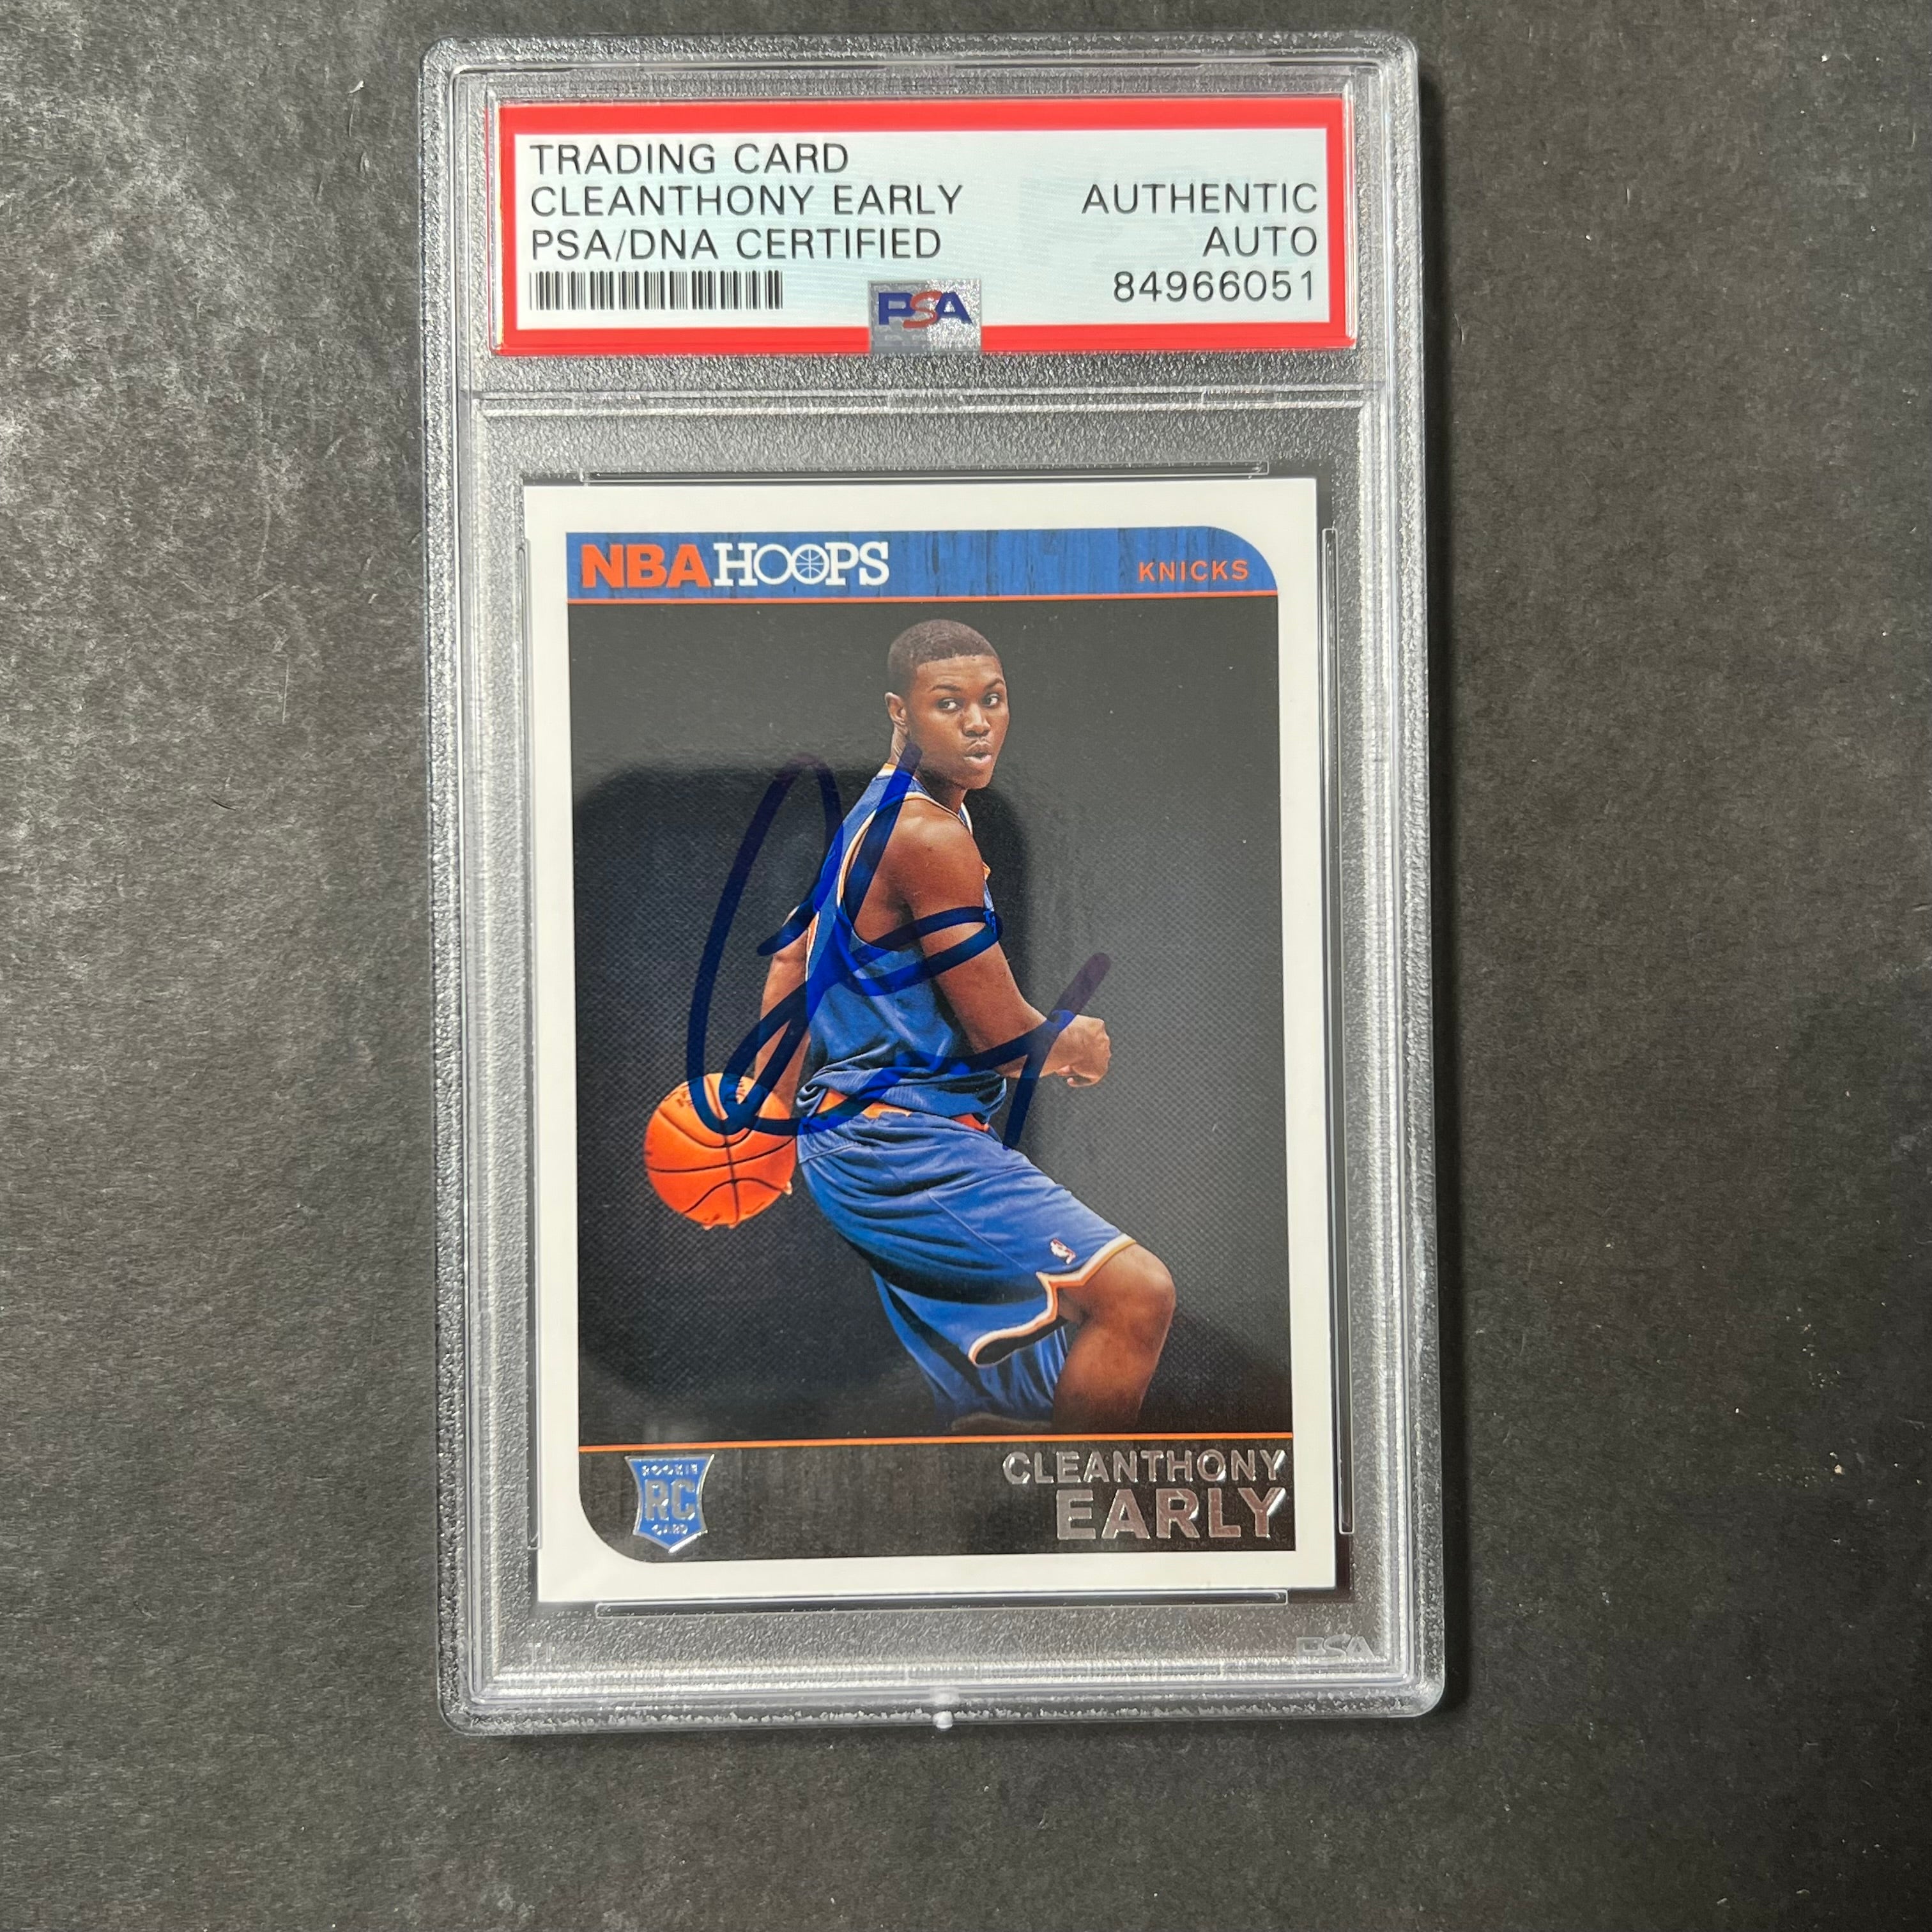 TRADING CARD
CLEANTHONY EARLY
PSA/DNA CERTIFIED
AUTHENTIC
AUTO
84966051
PSA
NBA HOOPS
KNICKS
ROOKIE
RC
CARD
CLEANTHONY
EARLY
PSA